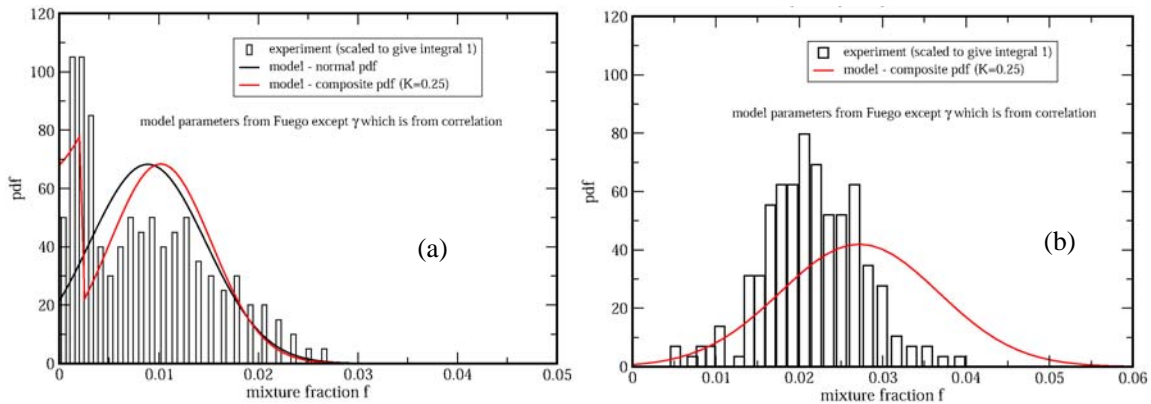 120
100
80
60
40
20
0
pdf
experiment (scaled to give integral 1)
model - normal pdf
model - composite pdf (K=0.25)
model parameters from Fuego except γ which is from correlation
(a)
0 0.01 0.02 0.03 0.04 0.05
mixture fraction f
120
100
80
60
40
20
0
pdf
experiment (scaled to give integral 1)
model - composite pdf (K=0.25)
model parameters from Fuego except γ which is from correlation
(b)
0 0.01 0.02 0.03 0.04 0.05 0.06
mixture fraction f